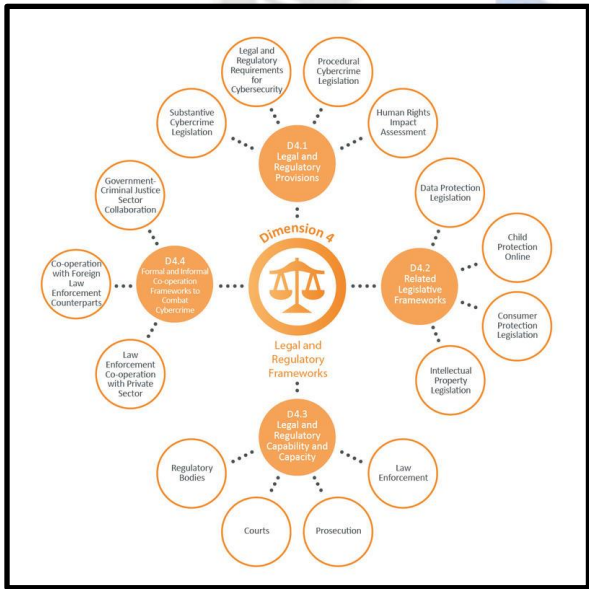 Legal and
Regulatory
Requirements
for
Cybersecurity
Procedural
Cybercrime
Legislation
Substantive
Cybercrime
Legislation
Human Rights
Impact
Assessment
D4.1
Legal and
Regulatory
Provisions
Government-
Criminal Justice
Sector
Collaboration
Data Protection
Legislation
Dimension 4
Child
Protection
Online
D4.4
Formal and Informal
Co-operation
Frameworks to
Combat
Cybercrime
D4.2
Related
Legislative
Frameworks
Co-operation
with Foreign
Law
Enforcement
Counterparts
Consumer
Protection
Legislation
Legal and
Regulatory
Frameworks
Law
Enforcement
Co-operation
with Private
Sector
Intellectual
Property
Legislation
D4.3
Legal and
Regulatory
Capability and
Capacity
Regulatory
Bodies
Law
Enforcement
Courts
Prosecution